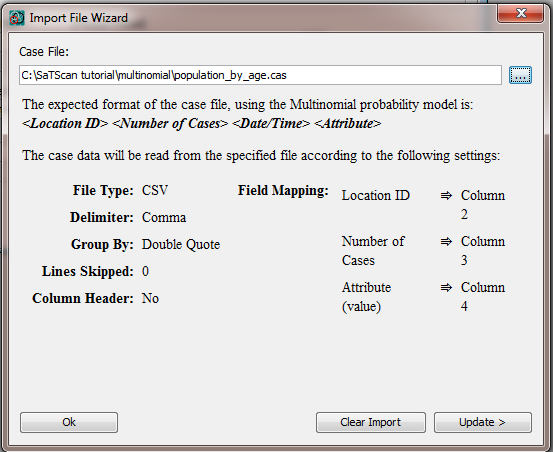 Import File Wizard
Case File:
C:\SaTScan tutorial\multinomial\population_by_age.cas
...
The expected format of the case file, using the Multinomial probability model is:
<Location ID> <Number of Cases> <Date/Time> <Attribute>
The case data will be read from the specified file according to the following settings:
File Type: CSV
Delimiter: Comma
Group By: Double Quote
Lines Skipped: 0
Column Header: No
Field Mapping:
Location ID ⇒ Column
2
Number of ⇒ Column
Cases 3
Attribute ⇒ Column
(value) 4
Ok
Clear Import
Update >